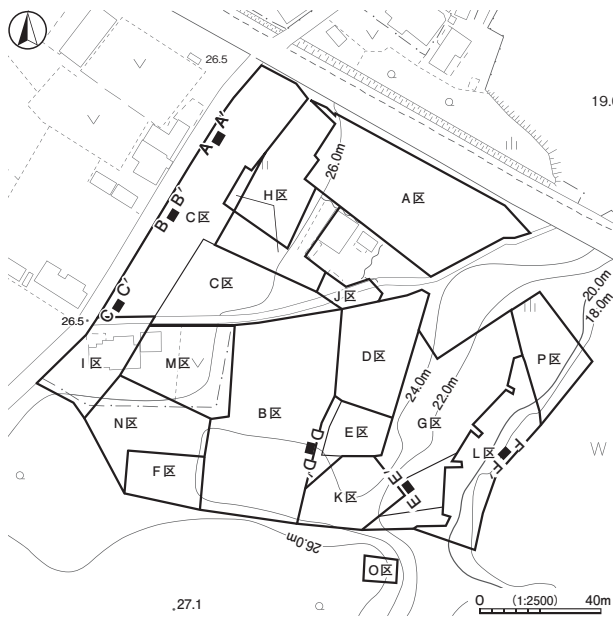 26.5
19.0
A A′
26.0m
A区
H区
B B′
C区
C区
J区
20.0m
18.0m
C C′
26.5
I区
M区
D区
P区
24.0m
22.0m
B区
G区
N区
E区
D D′
L区
F F′
F区
K区
E E′
26.0m
O区
27.1
0 (1:2500) 40m